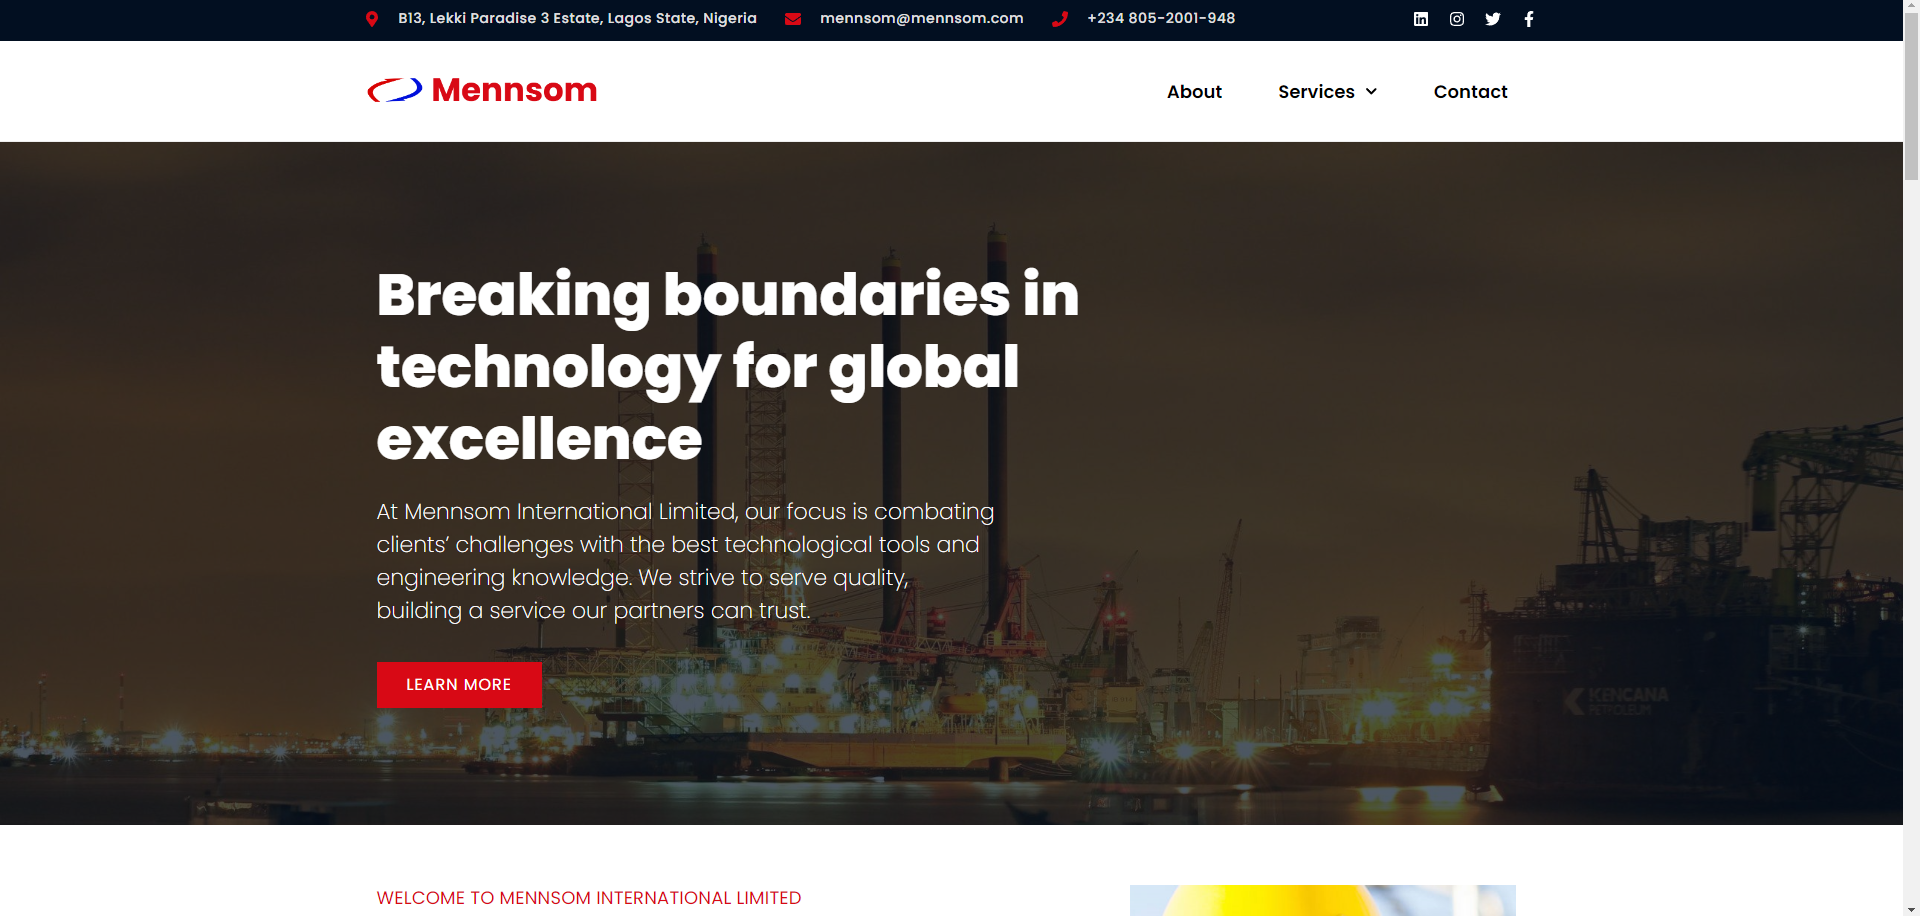 B13, Lekki Paradise 3 Estate, Lagos State, Nigeria mennsom@mennsom.com +234 805-2001-948
Mennsom About Services Contact
Breaking boundaries in
technology for global
excellence
At Mennsom International Limited, our focus is combating
clients’ challenges with the best technological tools and
engineering knowledge. We strive to serve quality,
building a service our partners can trust.
LEARN MORE
KENCANA
PETROLEUM
WELCOME TO MENNSOM INTERNATIONAL LIMITED